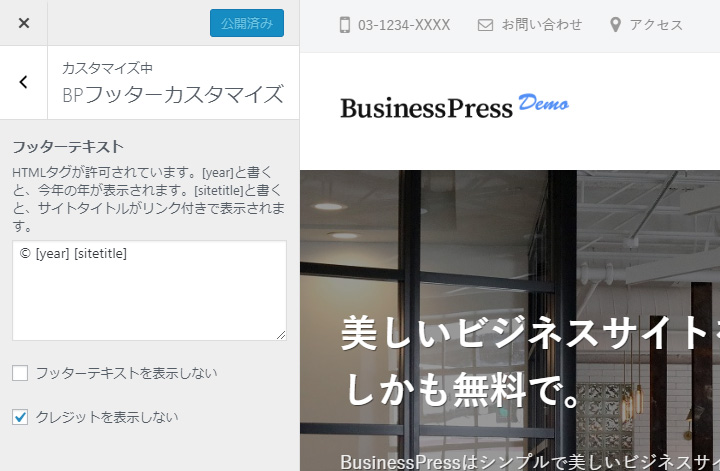 公開済み
カスタマイズ中
BPフッターカスタマイズ
フッターテキスト
HTMLタグが許可されています。[year]と書く
と、今年の年が表示されます。[sitetitle]と書く
と、サイトタイトルがリンク付きで表示されま
す。
© [year] [sitetitle]
フッターテキストを表示しない
クレジットを表示しない
03-1234-XXXX お問い合わせ アクセス
BusinessPress Demo
美しいビジネスサイトを
しかも無料で。
BusinessPressはシンプルで美しいビジネスサイ